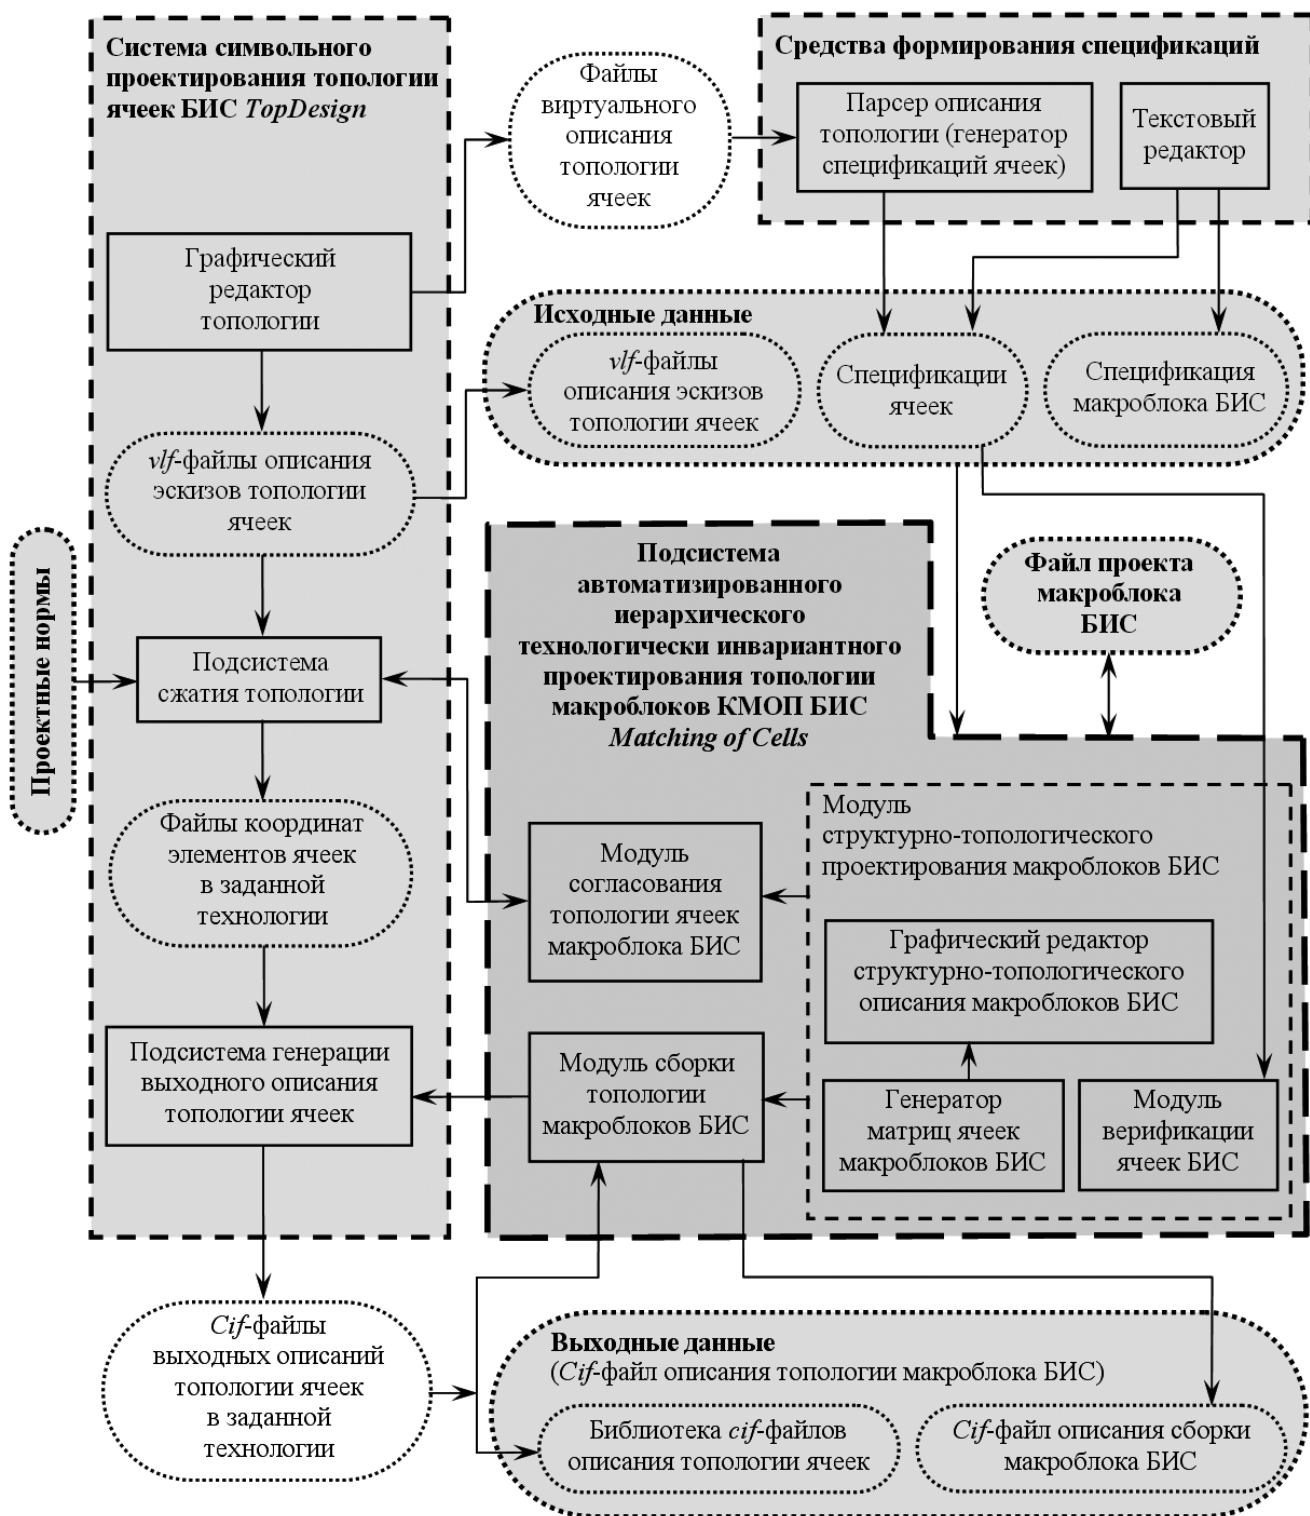 Система символьного
проектирования топологии
ячеек БИС TopDesign
Файлы
виртуального
описания
топологии
ячеек
Средства формирования спецификаций
Парсер описания
топологии (генератор
спецификаций ячеек)
Текстовый
редактор
Графический
редактор
топологии
Исходные данные
vlf-файлы
описания эскизов
топологии ячеек
Спецификации
ячеек
Спецификация
макроблока БИС
vlf-файлы описания
эскизов топологии
ячеек
Проектные нормы
Подсистема
автоматизированного
иерархического
технологически инвариантного
проектирования топологии
макроблоков КМОП БИС
Matching of Cells
Файл проекта
макроблока
БИС
Подсистема
сжатия топологии
Файлы координат
элементов ячеек
в заданной
технологии
Модуль
согласования
топологии ячеек
макроблока БИС
Модуль
структурно-топологического
проектирования макроблоков БИС
Графический редактор
структурно-топологического
описания макроблоков БИС
Подсистема генерации
выходного описания
топологии ячеек
Модуль сборки
топологии
макроблоков БИС
Генератор
матриц ячеек
макроблоков БИС
Модуль
верификации
ячеек БИС
Cif-файлы
выходных описаний
топологии ячеек
в заданной
технологии
Выходные данные
(Cif-файл описания топологии макроблока БИС)
Библиотека cif-файлов
описания топологии ячеек
Cif-файл описания сборки
макроблока БИС